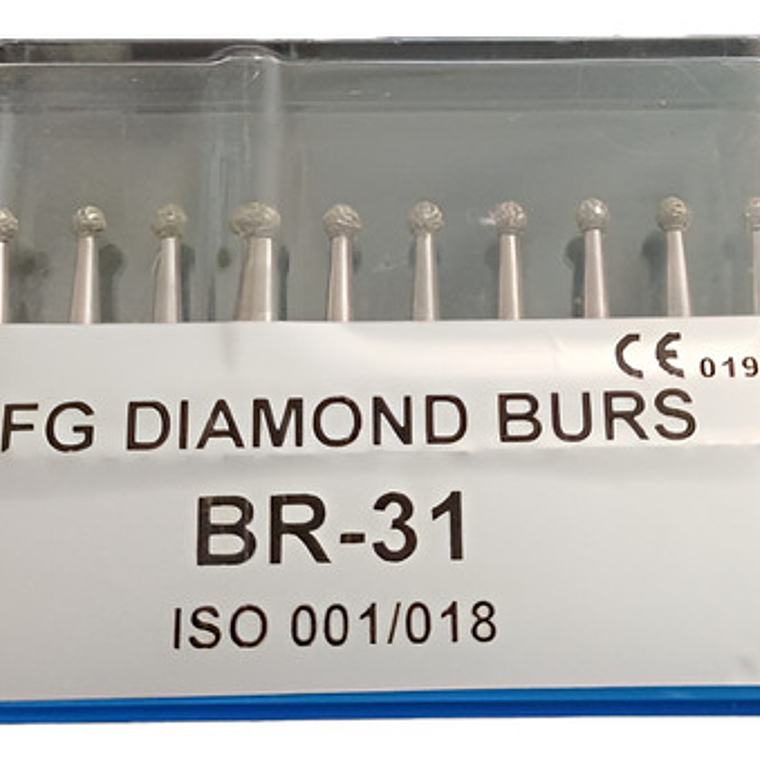 CE 019
FG DIAMOND BURS
BR-31
ISO 001/018